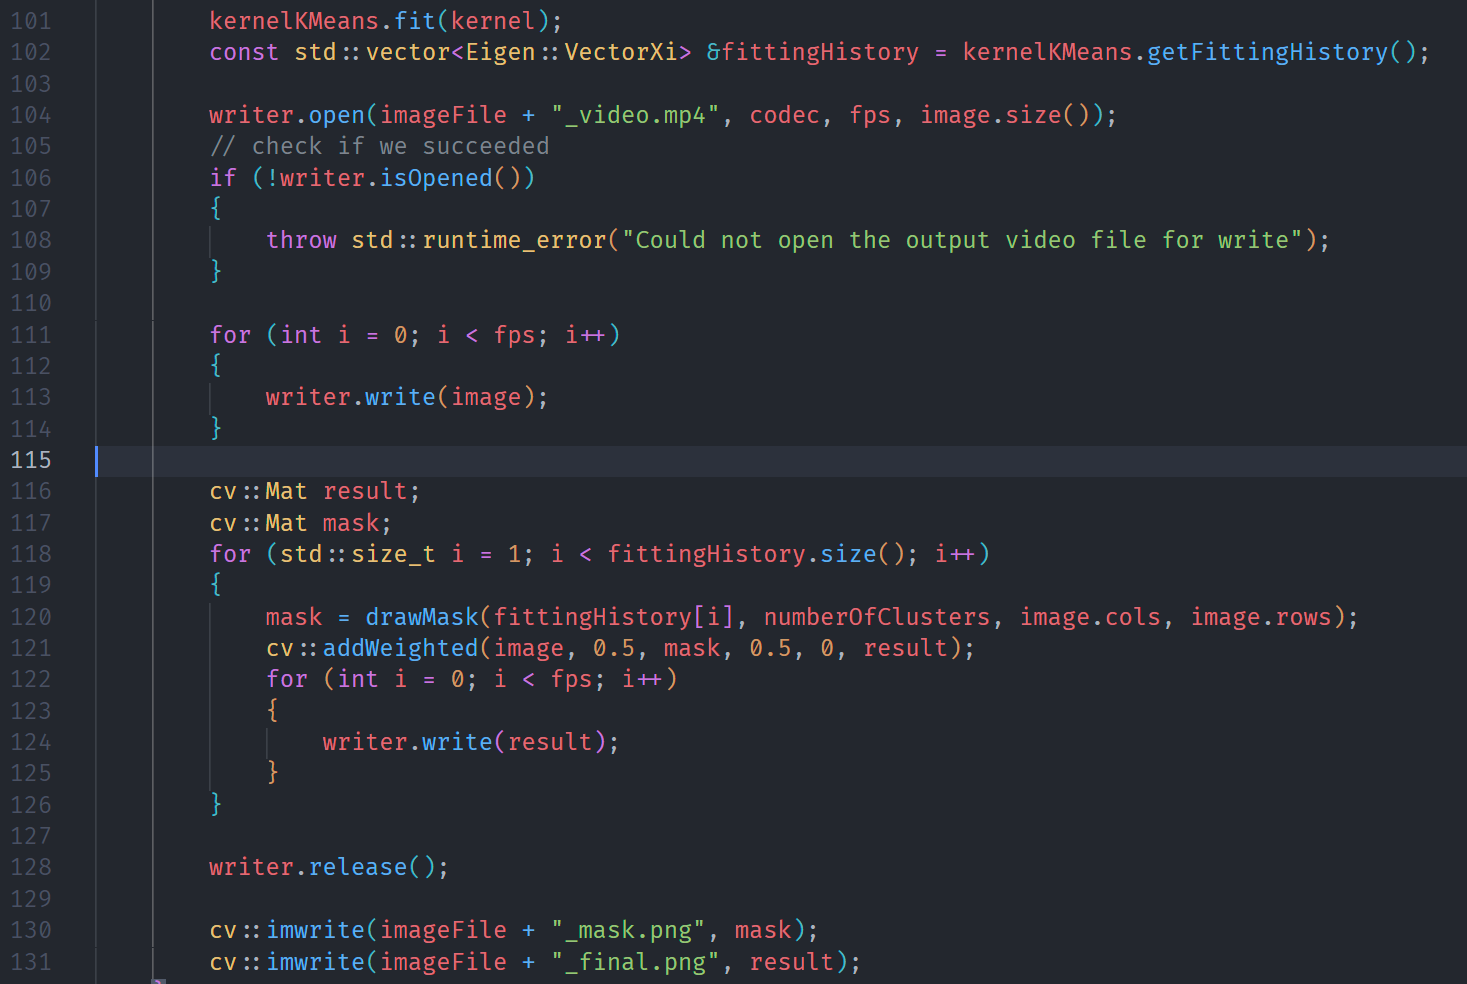 101 kernelKMeans.fit(kernel);
102 const std::vector<Eigen::VectorXi> &fittingHistory = kernelKMeans.getFittingHistory();
103
104 writer.open(imageFile + "_video.mp4", codec, fps, image.size());
105 // check if we succeeded
106 if (!writer.isOpened())
107 {
108 throw std::runtime_error("Could not open the output video file for write");
109 }
110
111 for (int i = 0; i < fps; i++)
112 {
113 writer.write(image);
114 }
115
116 cv::Mat result;
117 cv::Mat mask;
118 for (std::size_t i = 1; i < fittingHistory.size(); i++)
119 {
120 mask = drawMask(fittingHistory[i], numberOfClusters, image.cols, image.rows);
121 cv::addWeighted(image, 0.5, mask, 0.5, 0, result);
122 for (int i = 0; i < fps; i++)
123 {
124 writer.write(result);
125 }
126 }
127
128 writer.release();
129
130 cv::imwrite(imageFile + "_mask.png", mask);
131 cv::imwrite(imageFile + "_final.png", result);